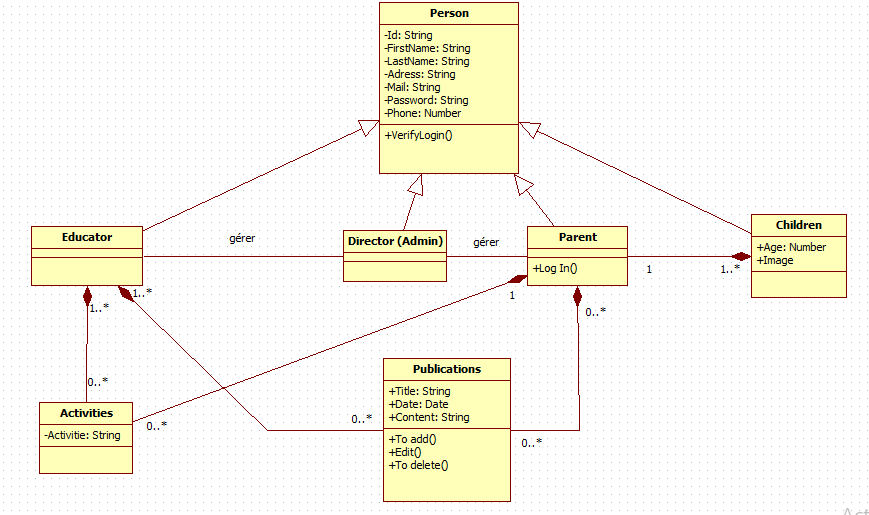 Person
-Id: String
-FirstName: String
-LastName: String
-Adress: String
-Mail: String
-Password: String
-Phone: Number
+VerifyLogin()
Educator
gérer
Director (Admin)
gérer
Parent
+Log In()
Children
+Age: Number
+Image
1
1..*
1..*
1..*
1
0..*
0..*
Activities
-Activitie: String
0..*
Publications
+Title: String
+Date: Date
+Content: String
+To add()
+Edit()
+To delete()
0..*
0..*